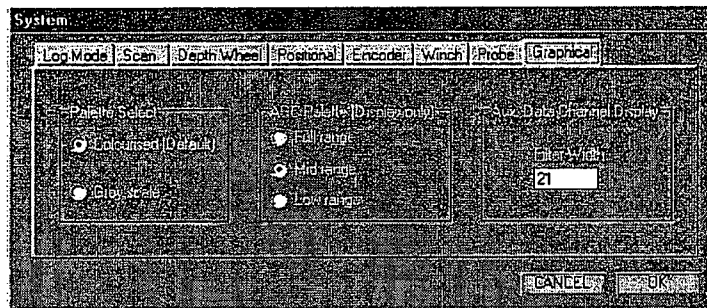 System
Log Mode Scan Depth Wheel Positional Encoder Winch Probe Graphical
Palette Select
Colourised (Default)
Grey scale
Palette (Display only)
Full range
Mid range
Low range
Aux. Data Channel Display
Filter Width
21
CANCEL OK